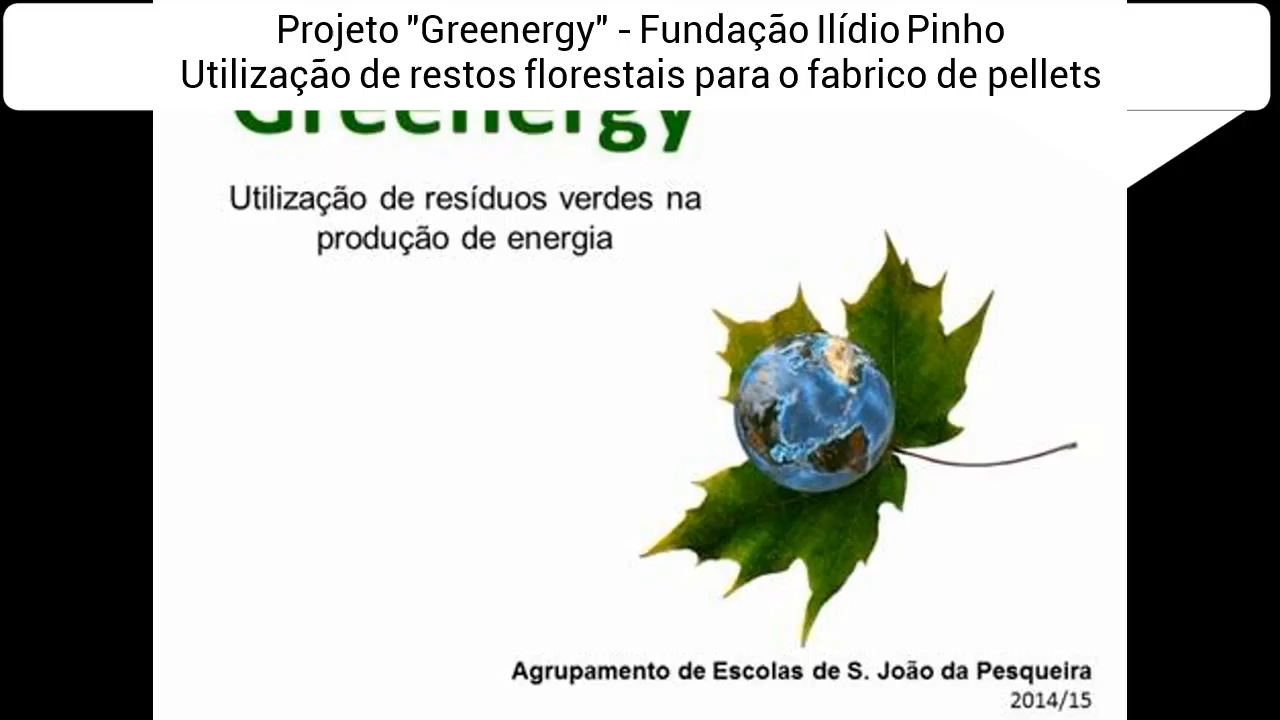 Projeto "Greenergy" - Fundação Ilídio Pinho
Utilização de restos florestais para o fabrico de pellets
Greenergy
Utilização de resíduos verdes na
produção de energia
Agrupamento de Escolas de S. João da Pesqueira
2014/15